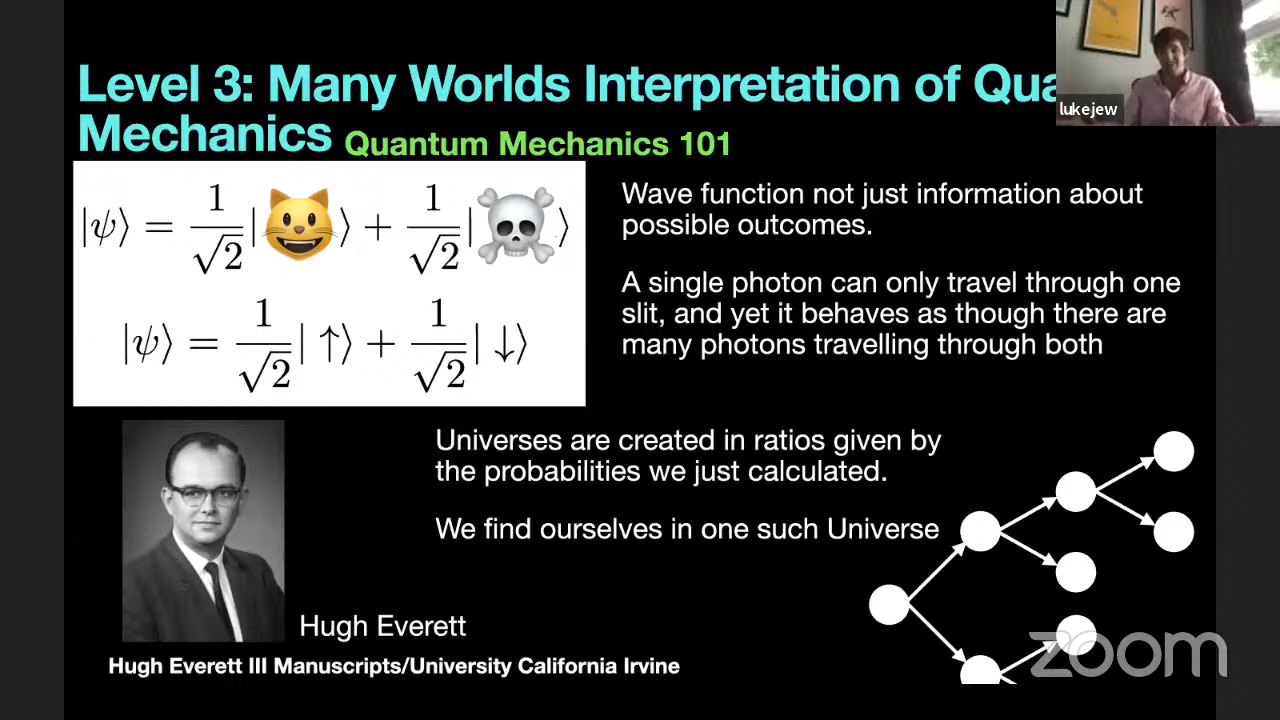 Level 3: Many Worlds Interpretation of Qua
Mechanics Quantum Mechanics 101
lukejew
|ψ⟩ = 1/√2 |😺⟩ + 1/√2 |☠️⟩
|ψ⟩ = 1/√2 |↑⟩ + 1/√2 |↓⟩
Wave function not just information about
possible outcomes.
A single photon can only travel through one
slit, and yet it behaves as though there are
many photons travelling through both
Universes are created in ratios given by
the probabilities we just calculated.
We find ourselves in one such Universe
Hugh Everett
Hugh Everett III Manuscripts/University California Irvine
zoom